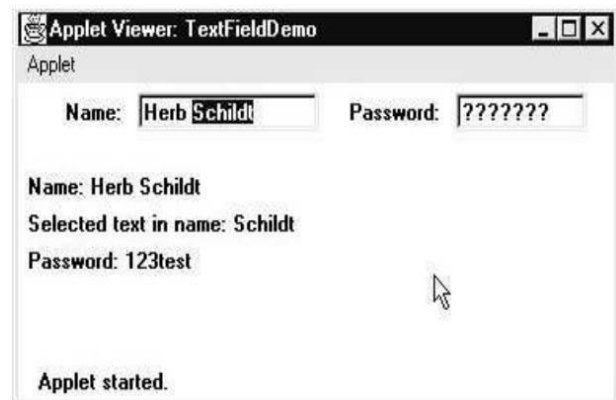 Applet Viewer: TextFieldDemo
Applet
Name: Herb Schildt Password: ???????
Name: Herb Schildt
Selected text in name: Schildt
Password: 123test
Applet started.